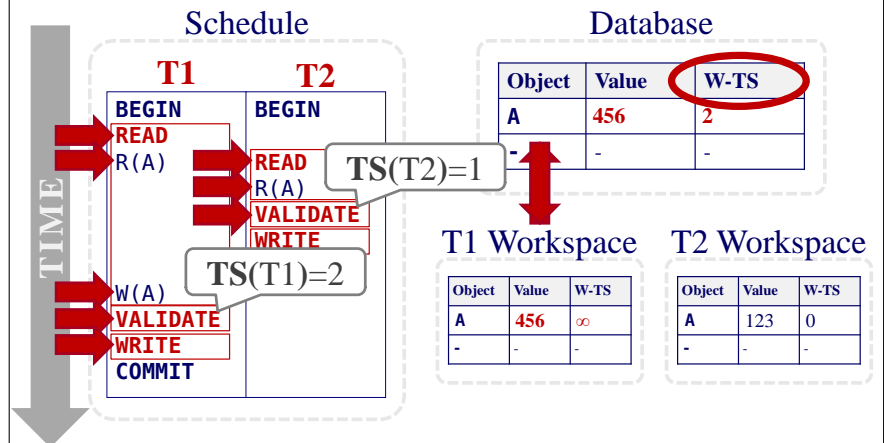 Schedule
TIME
T1 T2
BEGIN BEGIN
READ
R(A) READ
R(A)
VALIDATE
WRITE
TS(T2)=1
TS(T1)=2
W(A)
VALIDATE
WRITE
COMMIT
Database
Object Value W-TS
A 456 2
- - -
T1 Workspace
Object Value W-TS
A 456 ∞
- - -
T2 Workspace
Object Value W-TS
A 123 0
- - -